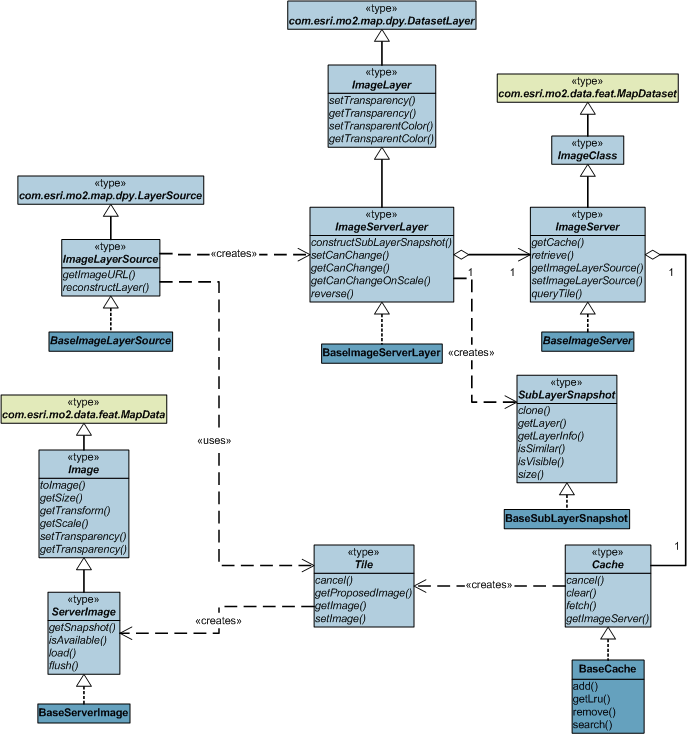 «type»
com.esri.mo2.map.dpy.DatasetLayer
«type»
ImageLayer
setTransparency()
getTransparency()
setTransparentColor()
getTransparentColor()
«type»
com.esri.mo2.data.feat.MapDataset
«type»
ImageClass
«type»
com.esri.mo2.map.dpy.LayerSource
«type»
ImageLayerSource
getImageURL()
reconstructLayer()
BaseImageLayerSource
«creates»
«type»
ImageServerLayer
constructSubLayerSnapshot()
setCanChange()
getCanChange()
getCanChangeOnScale()
reverse()
BaseImageServerLayer
1
1
«type»
ImageServer
getCache()
retrieve()
getImageLayerSource()
setImageLayerSource()
queryTile()
BaseImageServer
1
«creates»
«type»
SubLayerSnapshot
clone()
getLayer()
getLayerInfo()
isSimilar()
isVisible()
size()
BaseSubLayerSnapshot
«type»
com.esri.mo2.data.feat.MapData
«type»
Image
toImage()
getSize()
getTransform()
getScale()
setTransparency()
getTransparency()
«uses»
«type»
ServerImage
getSnapshot()
isAvailable()
load()
flush()
BaseServerImage
«creates»
«type»
Tile
cancel()
getProposedImage()
getImage()
setImage()
«creates»
1
«type»
Cache
cancel()
clear()
fetch()
getImageServer()
BaseCache
add()
getLru()
remove()
search()